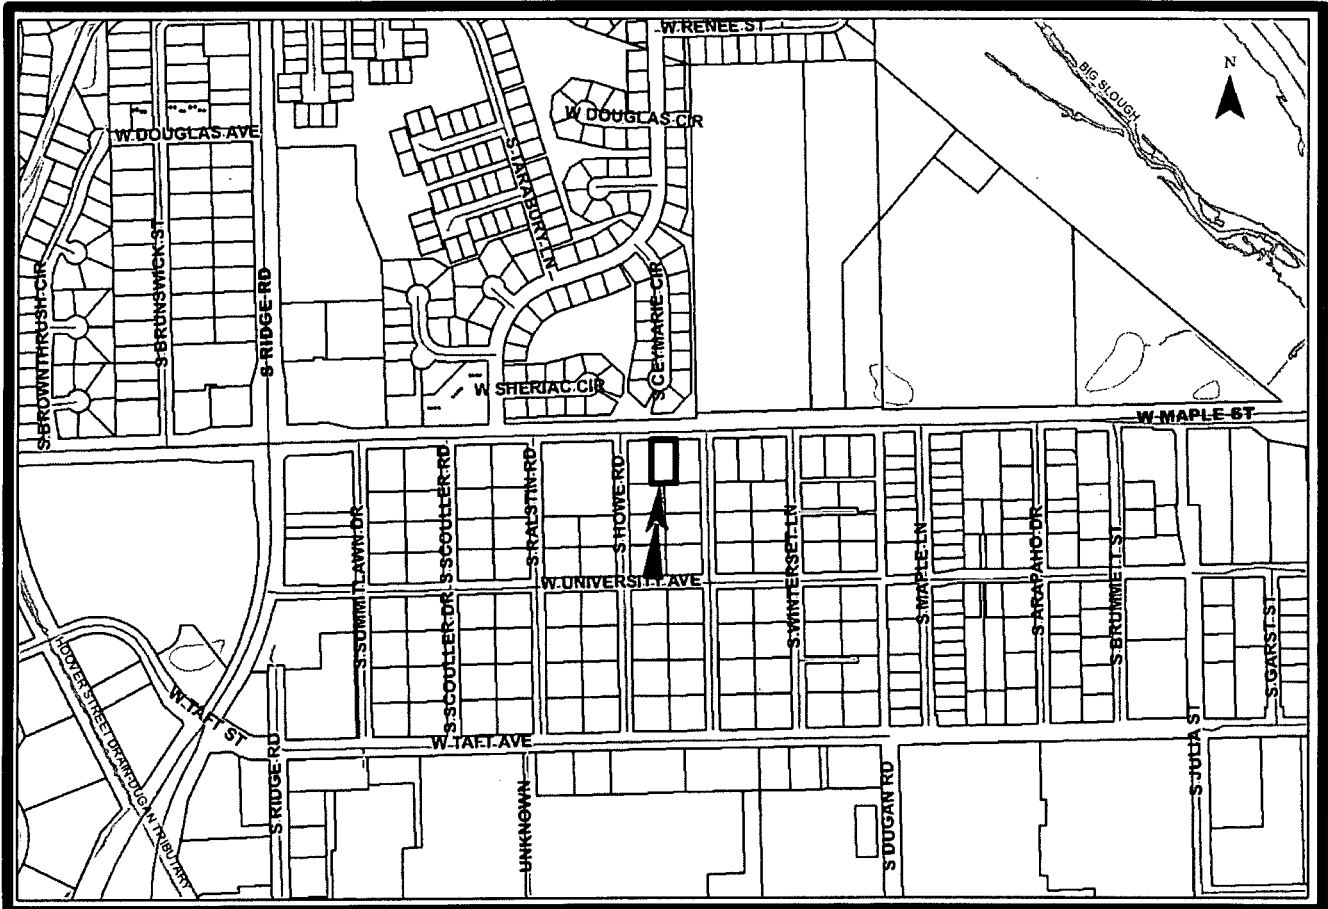 W RENEE ST
N
BIG SLOUGH
W DOUGLAS AVE
W DOUGLAS CIR
S TARABURY LN
S BROWNTHRUSH CIR
S BRUNSWICK ST
S RIDGE RD
S CEYMARIE CIR
W SHERIAC CIR
W MAPLE ST
S SUMMITLAWN DR
S SCOULLER RD
S RALSTIN RD
S HOWE RD
S WINTERSET LN
S MAPLE LN
S ARAPAHO DR
S BRUMMETT ST
W UNIVERSITY AVE
S SCOULLER DR
S GARST ST
HOOVER STREET DRAIN-DUGAN TRIBUTARY
W TAFT ST
W TAFT AVE
S RIDGE RD
UNKNOWN
S DUGAN RD
S JULIA ST